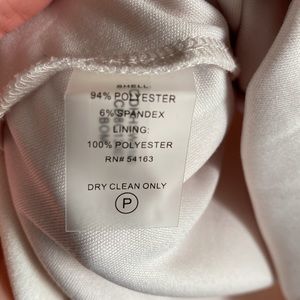 SHELL:
94% POLYESTER
6% SPANDEX
LINING:
100% POLYESTER
RN# 54163
DRY CLEAN ONLY
P